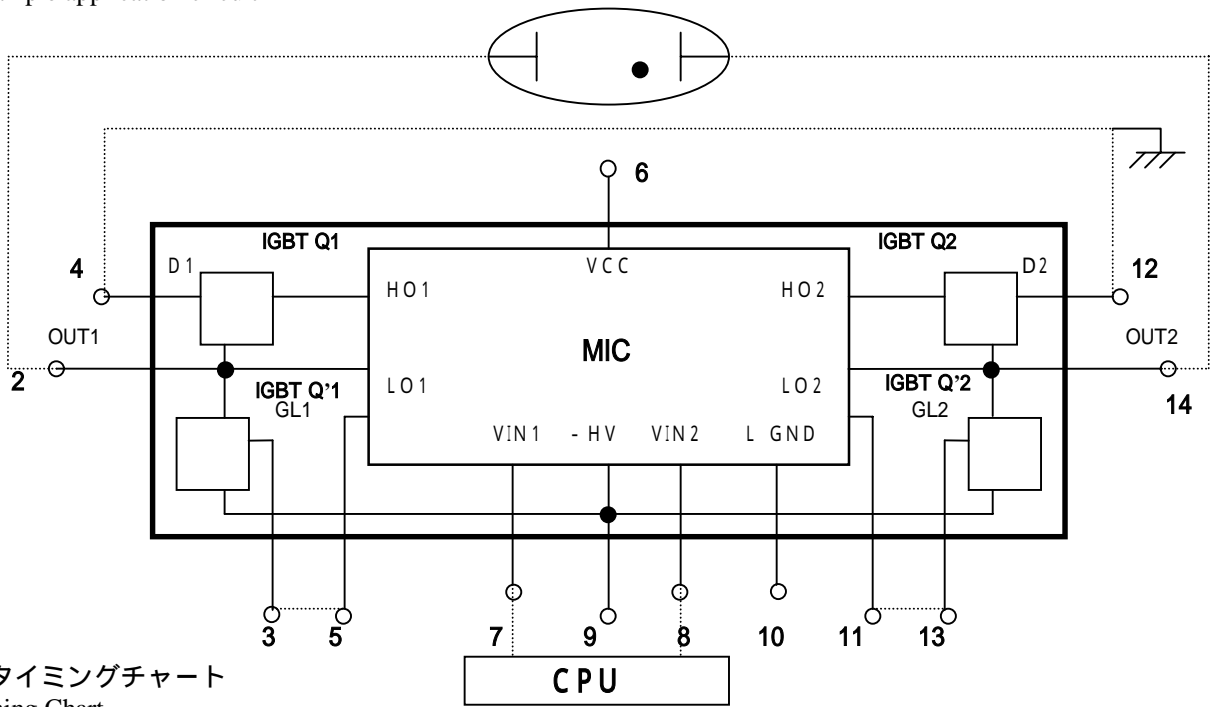 6
IGBT Q1
IGBT Q2
4
D1
VCC
D2
12
HO1
HO2
OUT1
MIC
OUT2
2
IGBT Q’1
LO1
LO2
IGBT Q’2
14
GL1
GL2
VIN1
-HV
VIN2
L GND
3
5
7
9
8
10
11
13
CPU
タイミングチャート